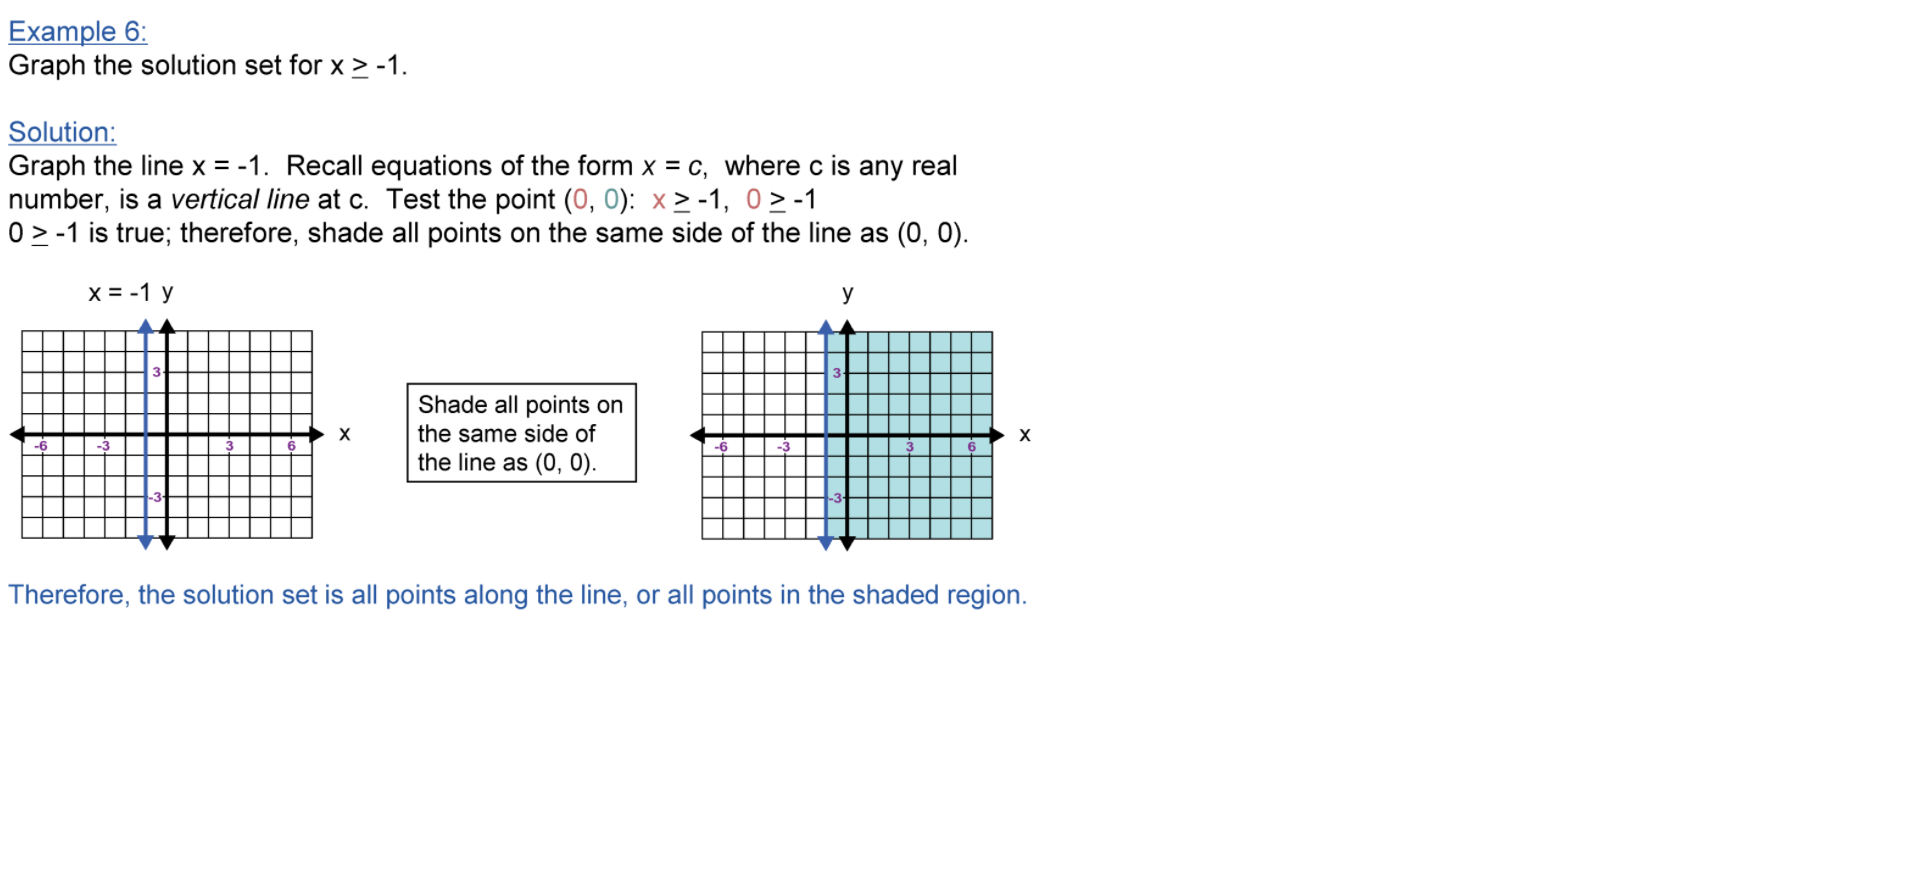 Example 6:
Graph the solution set for x ≥ -1.
Solution:
Graph the line x = -1. Recall equations of the form x = c, where c is any real
number, is a vertical line at c. Test the point (0, 0): x ≥ -1, 0 ≥ -1
0 ≥ -1 is true; therefore, shade all points on the same side of the line as (0, 0).
x = -1 y
3
-6 -3 3 6 x
-3
Shade all points on
the same side of
the line as (0, 0).
y
3
-6 -3 3 6 x
-3
Therefore, the solution set is all points along the line, or all points in the shaded region.